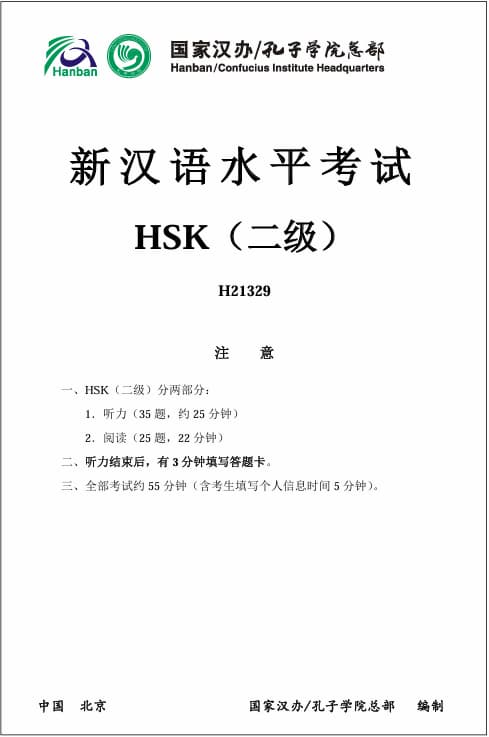 Hanban
国家汉办/孔子学院总部
Hanban/Confucius Institute Headquarters
新汉语水平考试
HSK（二级）
H21329
注 意
一、HSK（二级）分两部分：
1．听力（35 题，约 25 分钟）
2．阅读（25 题，22 分钟）
二、听力结束后，有 3 分钟填写答题卡。
三、全部考试约 55 分钟（含考生填写个人信息时间 5 分钟）。
中国 北京 国家汉办/孔子学院总部 编制